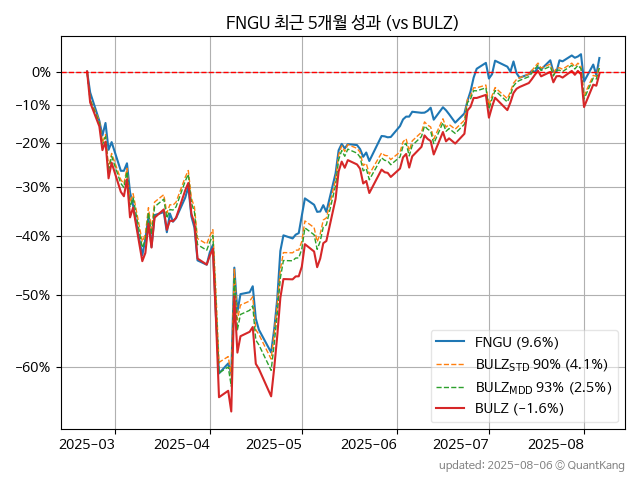 FNGU 최근 5개월 성과 (vs BULZ)
0%
−10%
−20%
−30%
−40%
−50%
−60%
FNGU (9.6%)
BULZSTD 90% (4.1%)
BULZMDD 93% (2.5%)
BULZ (−1.6%)
2025-03 2025-04 2025-05 2025-06 2025-07 2025-08
updated: 2025-08-06 © QuantKang